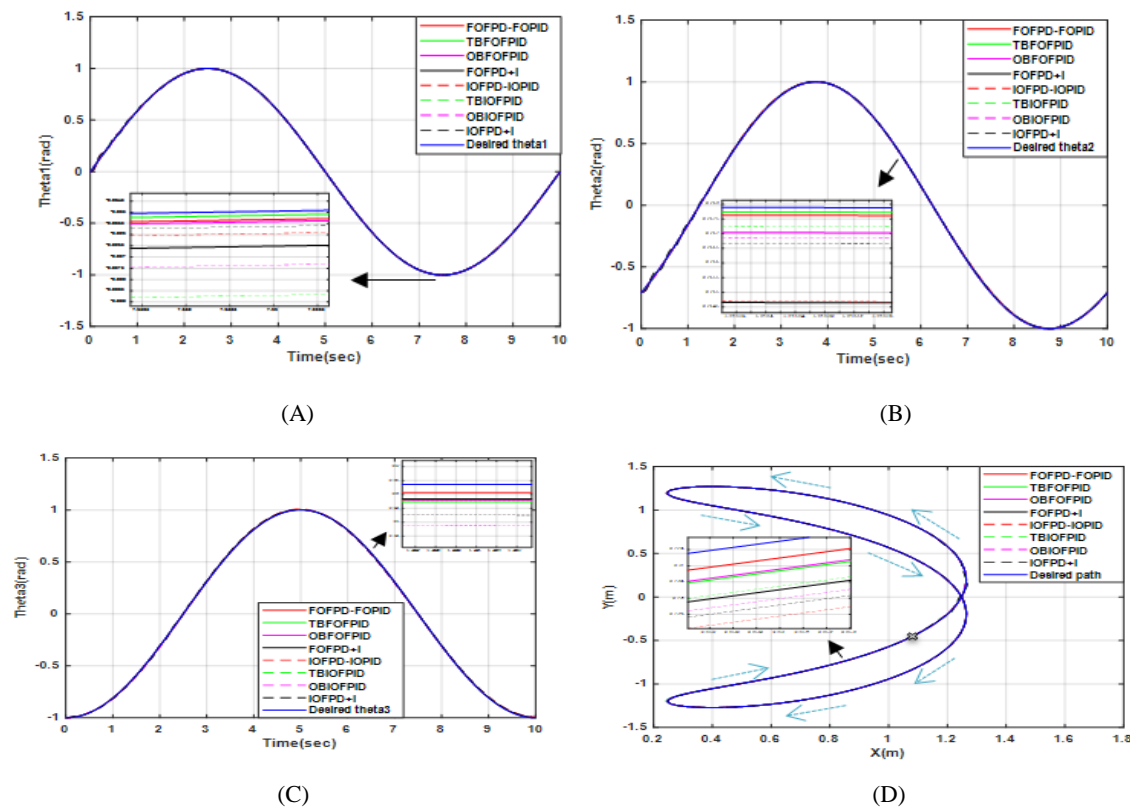 1.5
1
0.5
0
-0.5
-1
-1.5
Theta1(rad)
0 1 2 3 4 5 6 7 8 9 10
Time(sec)
FOFPD-FOPID
TBFOFPID
OBFOFPID
FOFPD+I
IOFPD-IOPID
TBIOFPID
OBIOFPID
IOFPD+I
Desired theta1
(A)
1.5
1
0.5
0
-0.5
-1
Theta2(rad)
0 1 2 3 4 5 6 7 8 9 10
Time(sec)
FOFPD-FOPID
TBFOFPID
OBFOFPID
FOFPD+I
IOFPD-IOPID
TBIOFPID
OBIOFPID
IOFPD+I
Desired theta2
(B)
1.5
1
0.5
0
-0.5
-1
Theta3(rad)
0 1 2 3 4 5 6 7 8 9 10
Time(sec)
FOFPD-FOPID
TBFOFPID
OBFOFPID
FOFPD+I
IOFPD-IOPID
TBIOFPID
OBIOFPID
IOFPD+I
Desired theta3
(C)
1.5
1
0.5
0
-0.5
-1
-1.5
Y(m)
0.2 0.4 0.6 0.8 1 1.2 1.4 1.6 1.8
X(m)
FOFPD-FOPID
TBFOFPID
OBFOFPID
FOFPD+I
IOFPD-IOPID
TBIOFPID
OBIOFPID
IOFPD+I
Desired path
(D)